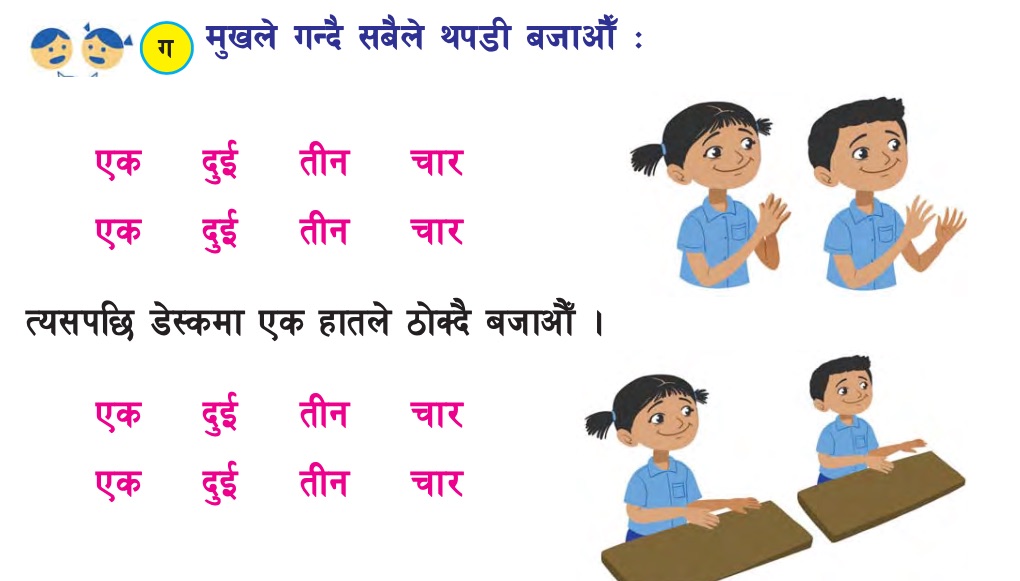 ग मुखले गन्दै सबैले थपडी बजाऔँ :
एक दुई तीन चार
एक दुई तीन चार
त्यसपछि डेस्कमा एक हातले ठोक्दै बजाऔँ ।
एक दुई तीन चार
एक दुई तीन चार